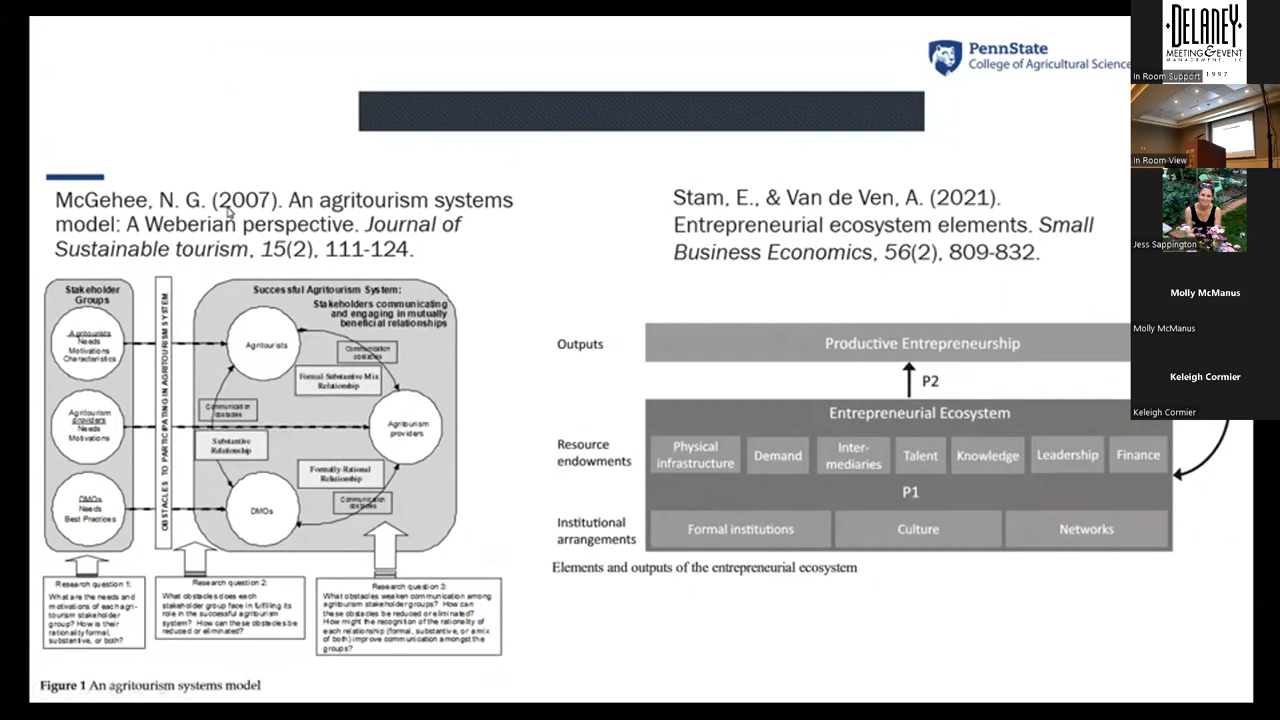 PennState
College of Agricultural Science
McGehee, N. G. (2007). An agritourism systems
model: A Weberian perspective. Journal of
Sustainable tourism, 15(2), 111-124.
Stakeholder
Groups
Agritourists
Needs
Motivations
Characteristics
Agritourism
providers
Needs
Motivations
DMOs
Needs
Best Practices
OBSTACLES TO PARTICIPATING IN AGRITOURISM SYSTEM
Successful Agritourism System:
Stakeholders communicating
and engaging in mutually
beneficial relationships
Agritourists
Communication
obstacles
Formal-Substantive Mix
Relationship
Communication
obstacles
Agritourism
providers
Substantive
Relationship
Formally-Rational
Relationship
Communication
obstacles
DMOs
Research question 1:
What are the needs and
motivations of each agri-
tourism stakeholder
group? How is their
rationality formal,
substantive, or both?
Research question 2:
What obstacles does each
stakeholder group face in fulfilling its
role in the successful agritourism
system? How can these obstacles be
reduced or eliminated?
Research question 3:
What obstacles weaken communication among
agritourism stakeholder groups? How can
these obstacles be reduced or eliminated?
How might the recognition of the rationality of
each relationship (formal, substantive, or a mix
of both) improve communication amongst the
groups?
Figure 1 An agritourism systems model
Stam, E., & Van de Ven, A. (2021).
Entrepreneurial ecosystem elements. Small
Business Economics, 56(2), 809-832.
Outputs
Productive Entrepreneurship
P2
Entrepreneurial Ecosystem
Resource
endowments
Physical
infrastructure
Demand
Inter-
mediaries
Talent
Knowledge
Leadership
Finance
P1
Institutional
arrangements
Formal institutions
Culture
Networks
Elements and outputs of the entrepreneurial ecosystem
DELANEY
MEETING & EVENT
MANAGEMENT, LLC
1997
In Room Support
In Room View
Jess Sappington
Molly McManus
Molly McManus
Keleigh Cormier
Keleigh Cormier